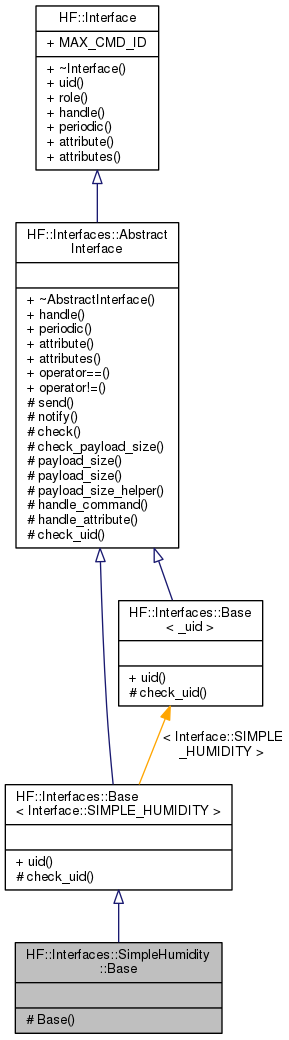 HF::Interface
+ MAX_CMD_ID
+ ~Interface()
+ uid()
+ role()
+ handle()
+ periodic()
+ attribute()
+ attributes()
HF::Interfaces::Abstract
Interface
+ ~AbstractInterface()
+ handle()
+ periodic()
+ attribute()
+ attributes()
+ operator==()
+ operator!=()
# send()
# notify()
# check()
# check_payload_size()
# payload_size()
# payload_size()
# payload_size_helper()
# handle_command()
# handle_attribute()
# check_uid()
HF::Interfaces::Base
< _uid >
+ uid()
# check_uid()
< Interface::SIMPLE
_HUMIDITY >
HF::Interfaces::Base
< Interface::SIMPLE_HUMIDITY >
+ uid()
# check_uid()
HF::Interfaces::SimpleHumidity
::Base
# Base()